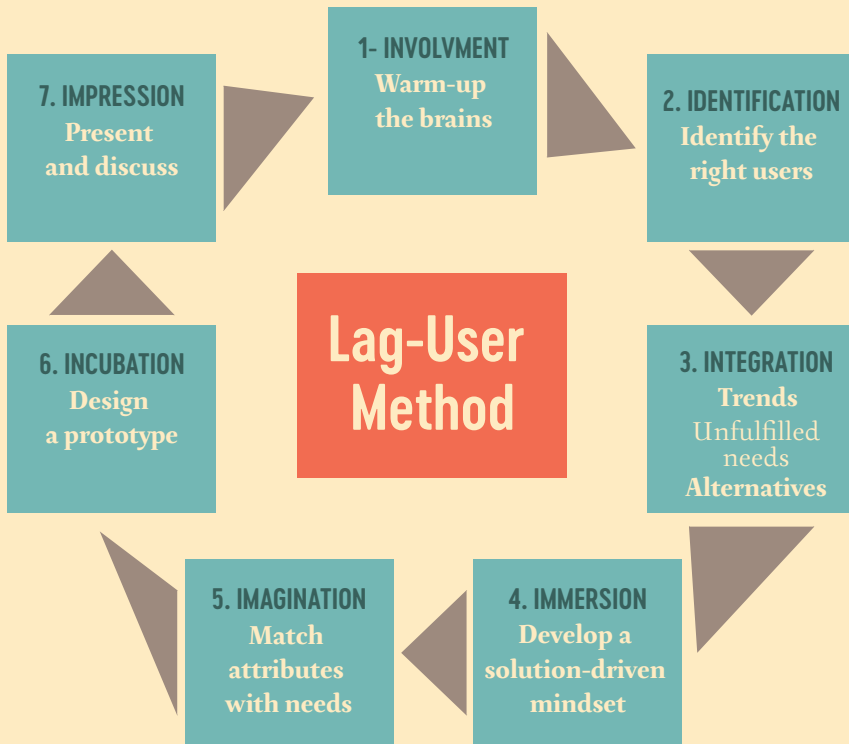 1- INVOLVMENT
Warm-up
the brains
2. IDENTIFICATION
Identify the
right users
3. INTEGRATION
Trends
Unfulfilled
needs
Alternatives
4. IMMERSION
Develop a
solution-driven
mindset
5. IMAGINATION
Match
attributes
with needs
6. INCUBATION
Design
a prototype
7. IMPRESSION
Present
and discuss
Lag-User
Method